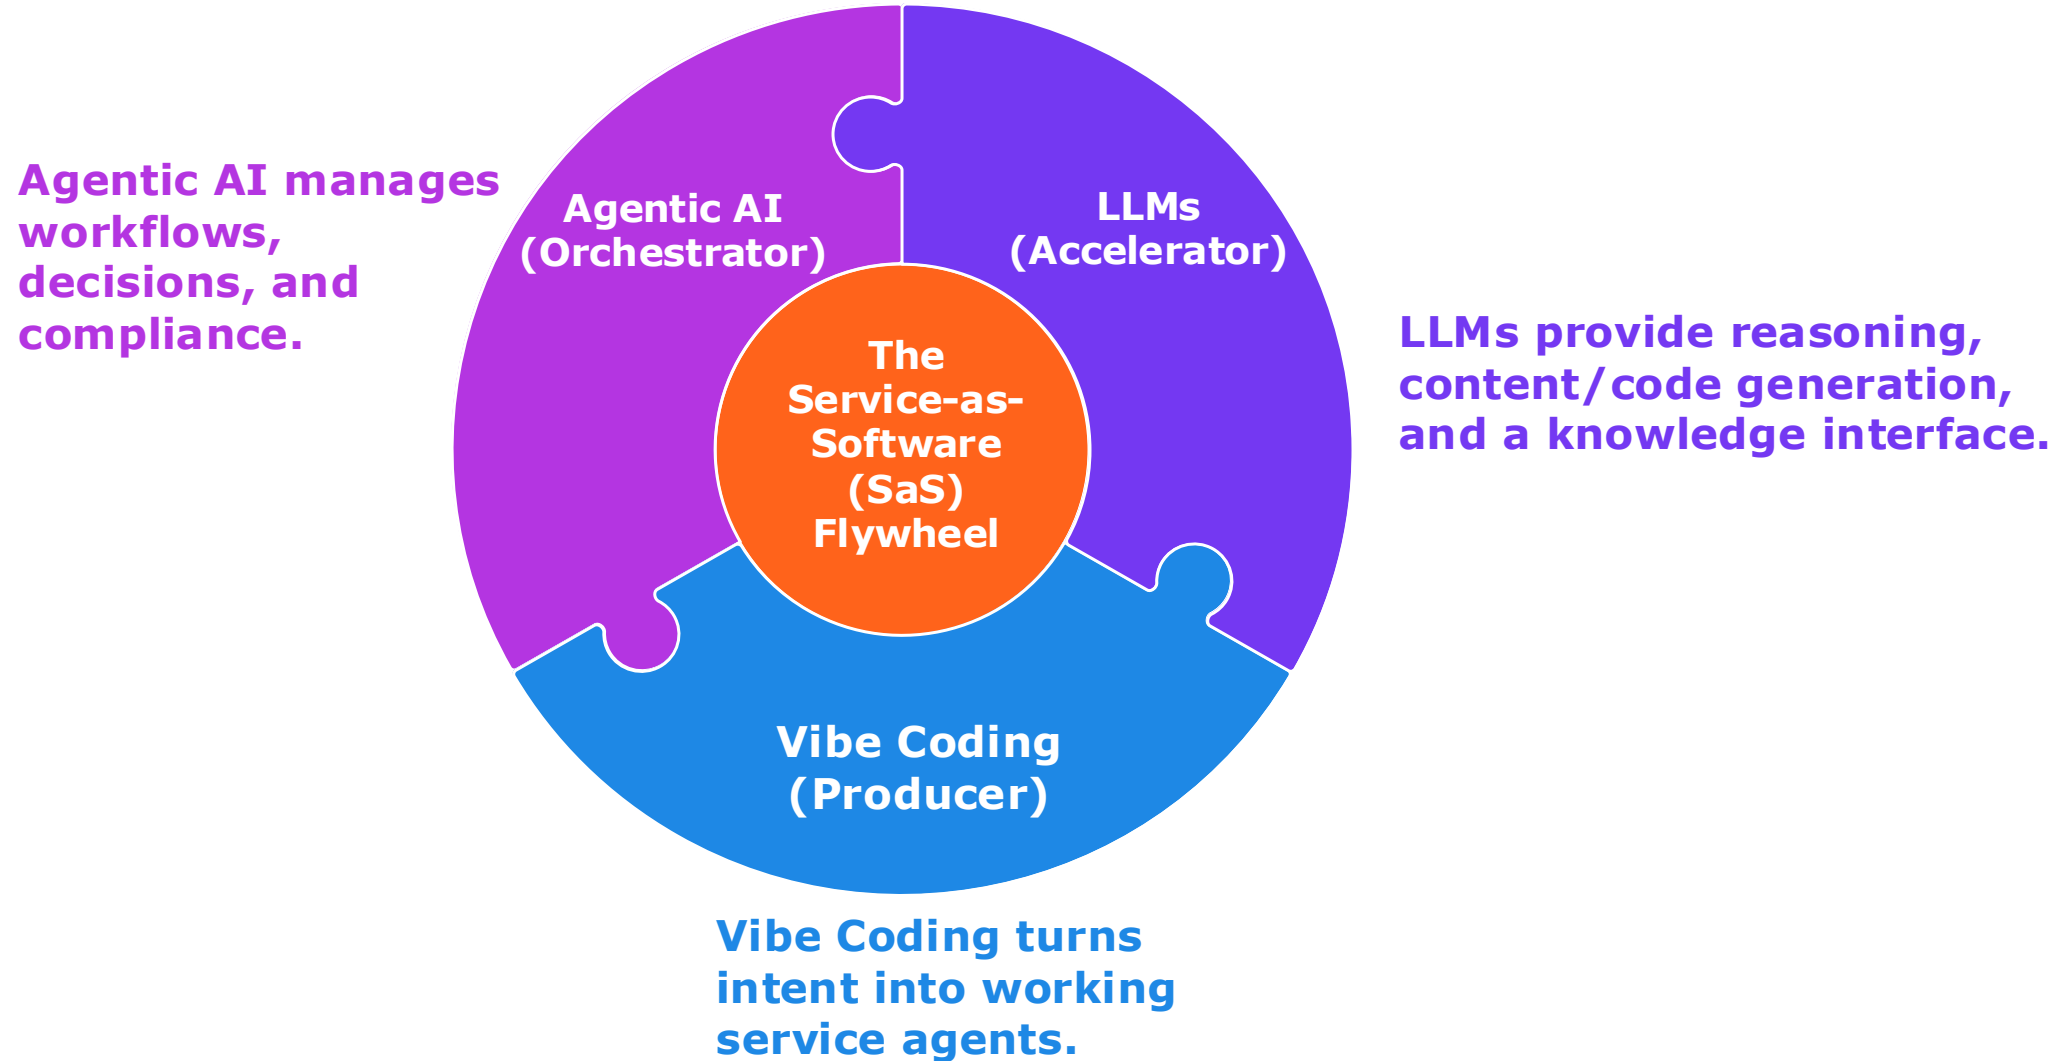 Agentic AI manages
workflows,
decisions, and
compliance.
Agentic AI
(Orchestrator)
LLMs
(Accelerator)
LLMs provide reasoning,
content/code generation,
and a knowledge interface.
The
Service-as-
Software
(SaS)
Flywheel
Vibe Coding
(Producer)
Vibe Coding turns
intent into working
service agents.